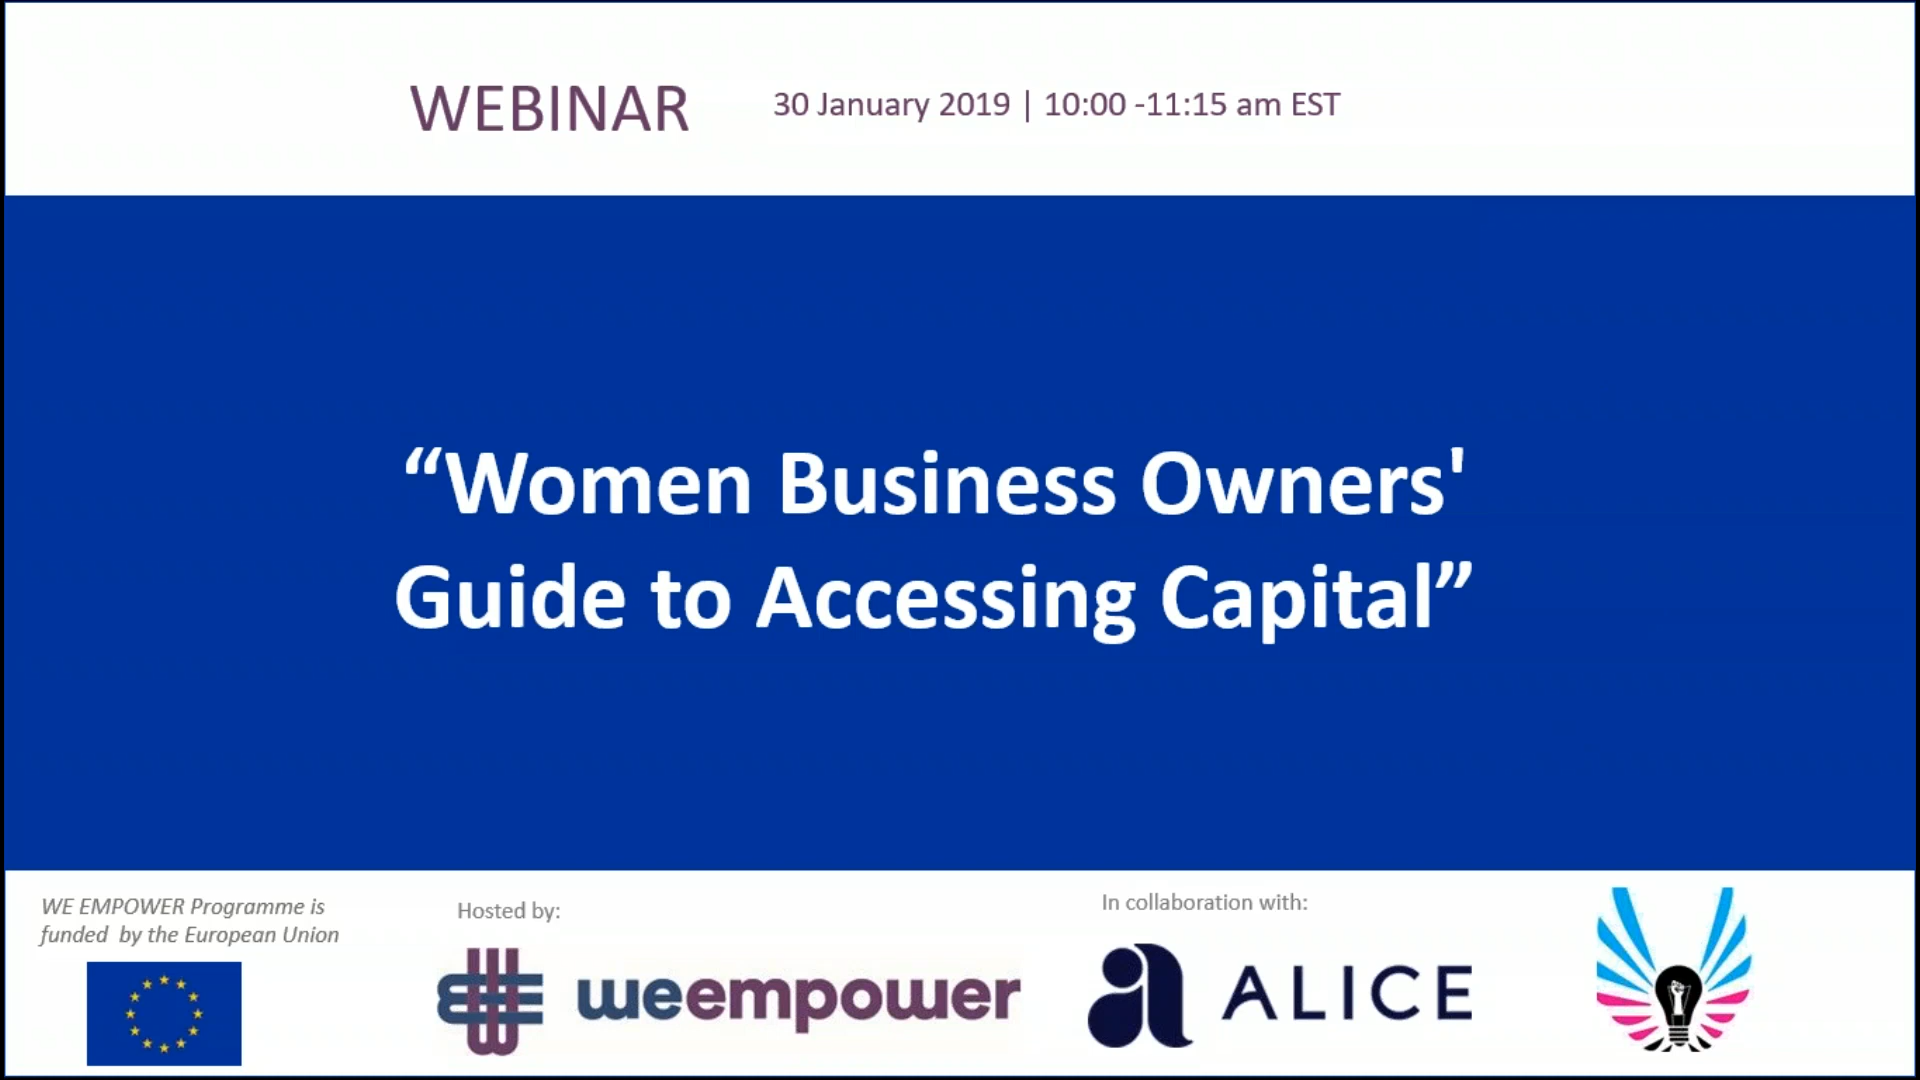 WEBINAR
30 January 2019 | 10:00 -11:15 am EST
“Women Business Owners'
Guide to Accessing Capital”
WE EMPOWER Programme is
funded  by the European Union
Hosted by:
weempower
In collaboration with:
a ALICE